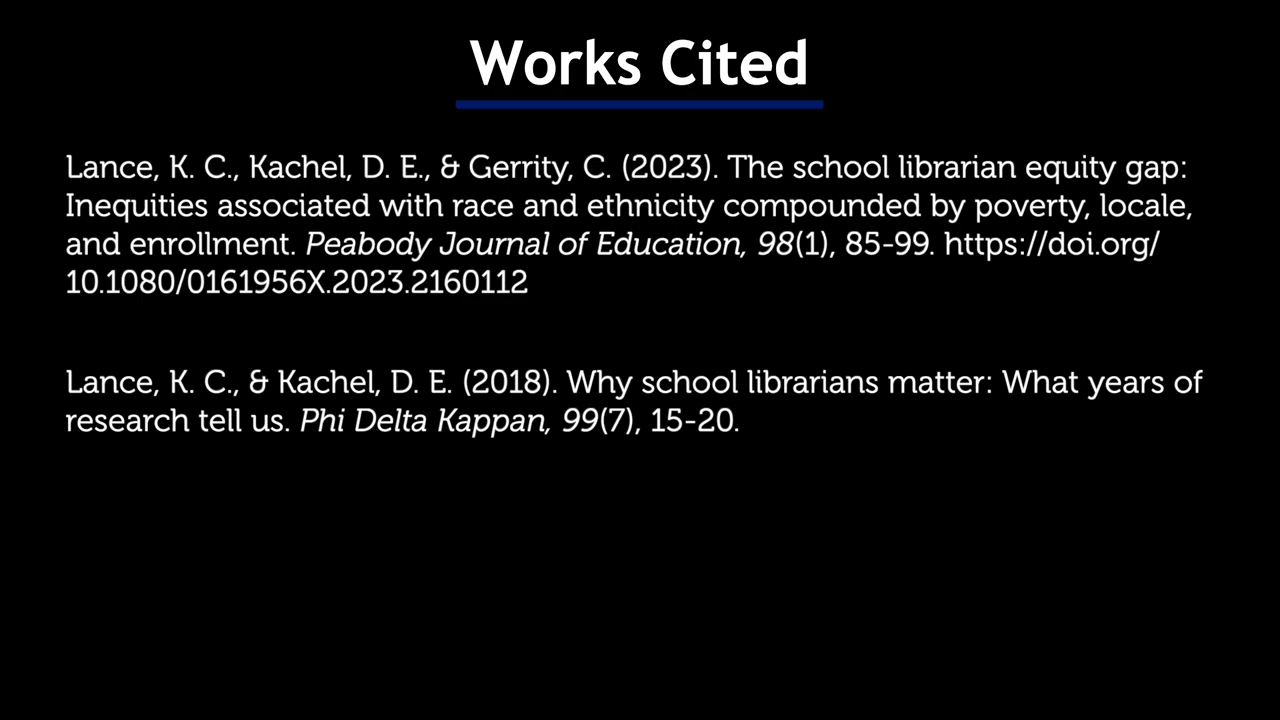 Works Cited
Lance, K. C., Kachel, D. E., & Gerrity, C. (2023). The school librarian equity gap:
Inequities associated with race and ethnicity compounded by poverty, locale,
and enrollment. Peabody Journal of Education, 98(1), 85-99. https://doi.org/
10.1080/0161956X.2023.2160112
Lance, K. C., & Kachel, D. E. (2018). Why school librarians matter: What years of
research tell us. Phi Delta Kappan, 99(7), 15-20.